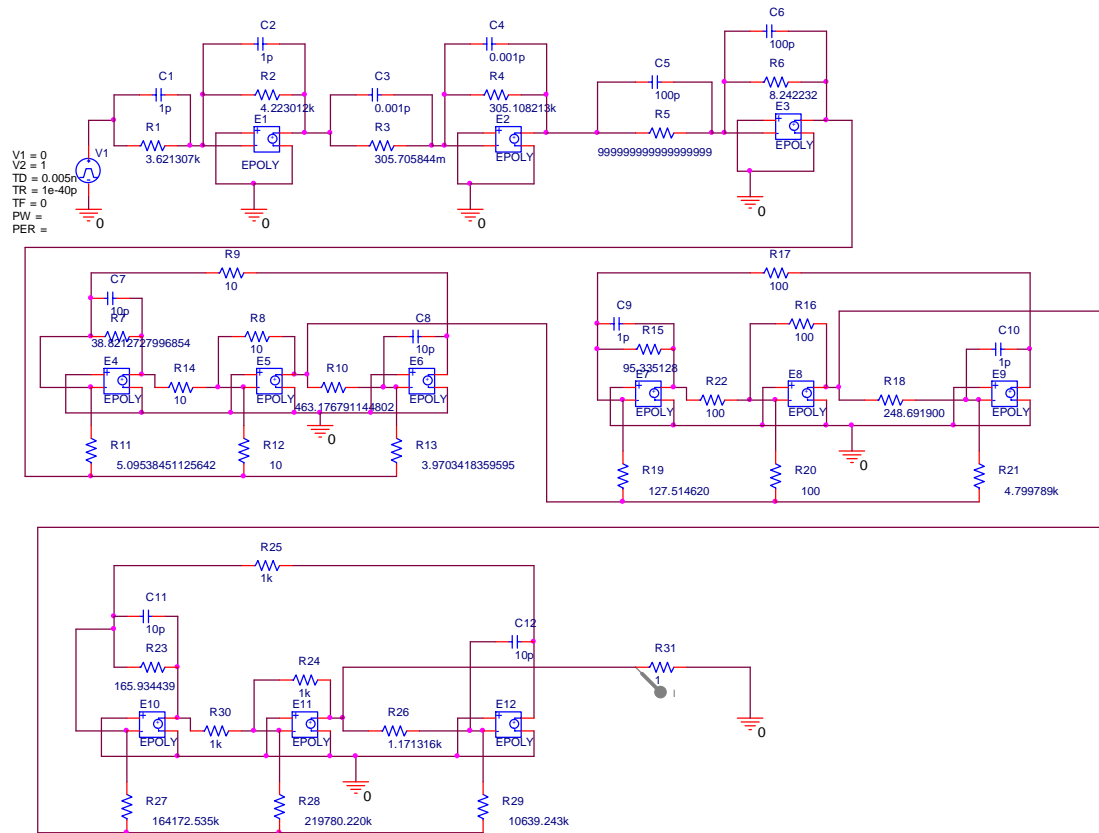 C1
1p
R1
3.621307k
V1
V1 = 0
V2 = 1
TD = 0.005n
TR = 1e-40p
TF = 0
PW =
PER =
0
C2
1p
R2
4.223012k
E1
EPOLY
0
C3
0.001p
R3
305.705844m
C4
0.001p
R4
305.108213k
E2
EPOLY
0
C5
100p
R5
999999999999999999
C6
100p
R6
8.242232
E3
EPOLY
0
R9
10
C7
10p
R7
38.8212727996854
E4
EPOLY
R14
10
R8
10
E5
EPOLY
R10
463.176791144802
C8
10p
E6
EPOLY
0
R11
5.09538451125642
R12
10
R13
3.9703418359595
R17
100
C9
1p
R15
95.335128
E7
EPOLY
R22
100
R16
100
E8
EPOLY
R18
248.691900
C10
1p
E9
EPOLY
0
R19
127.514620
R20
100
R21
4.799789k
R25
1k
C11
10p
R23
165.934439
E10
EPOLY
R30
1k
R24
1k
E11
EPOLY
R26
1.171316k
C12
10p
E12
EPOLY
0
R27
164172.535k
R28
219780.220k
R29
10639.243k
R31
1
I
0